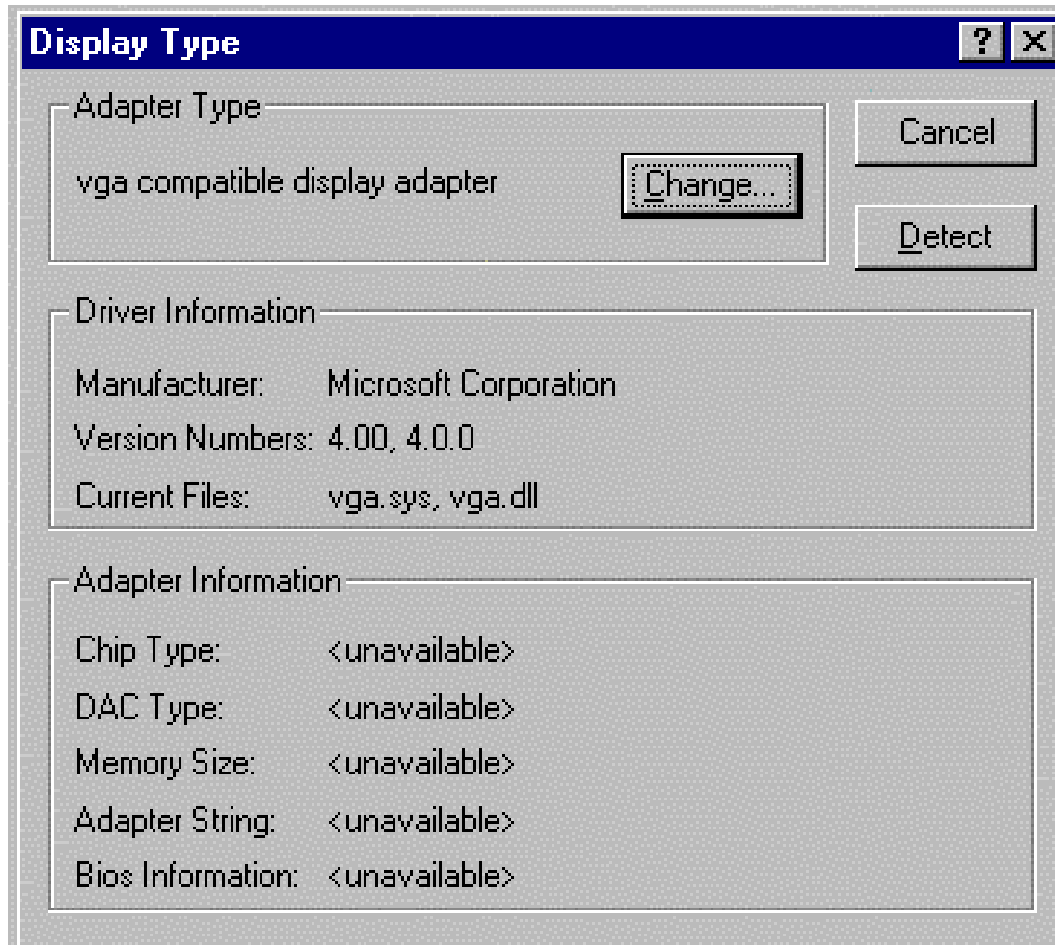 Display Type
Adapter Type
Cancel
vga compatible display adapter Change...
Detect
Driver Information
Manufacturer: Microsoft Corporation
Version Numbers: 4.00, 4.0.0
Current Files: vga.sys, vga.dll
Adapter Information
Chip Type: <unavailable>
DAC Type: <unavailable>
Memory Size: <unavailable>
Adapter String: <unavailable>
Bios Information: <unavailable>